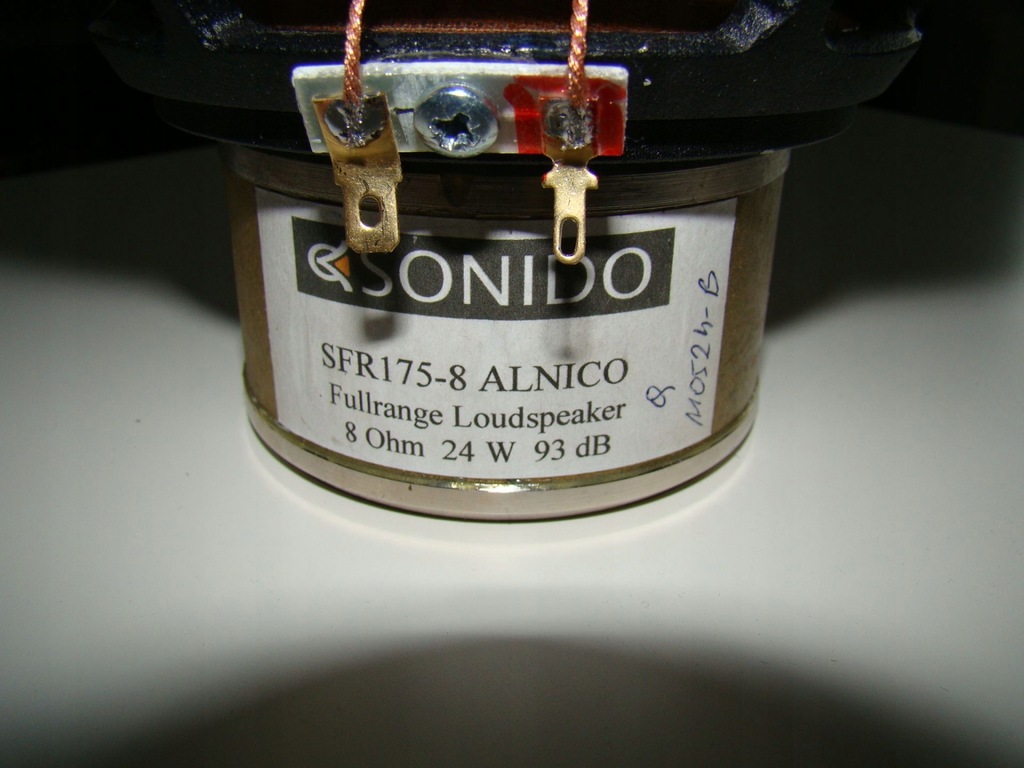 SONIDO
SFR175-8 ALNICO
Fullrange Loudspeaker
8 Ohm 24 W 93 dB
8
M0524-B